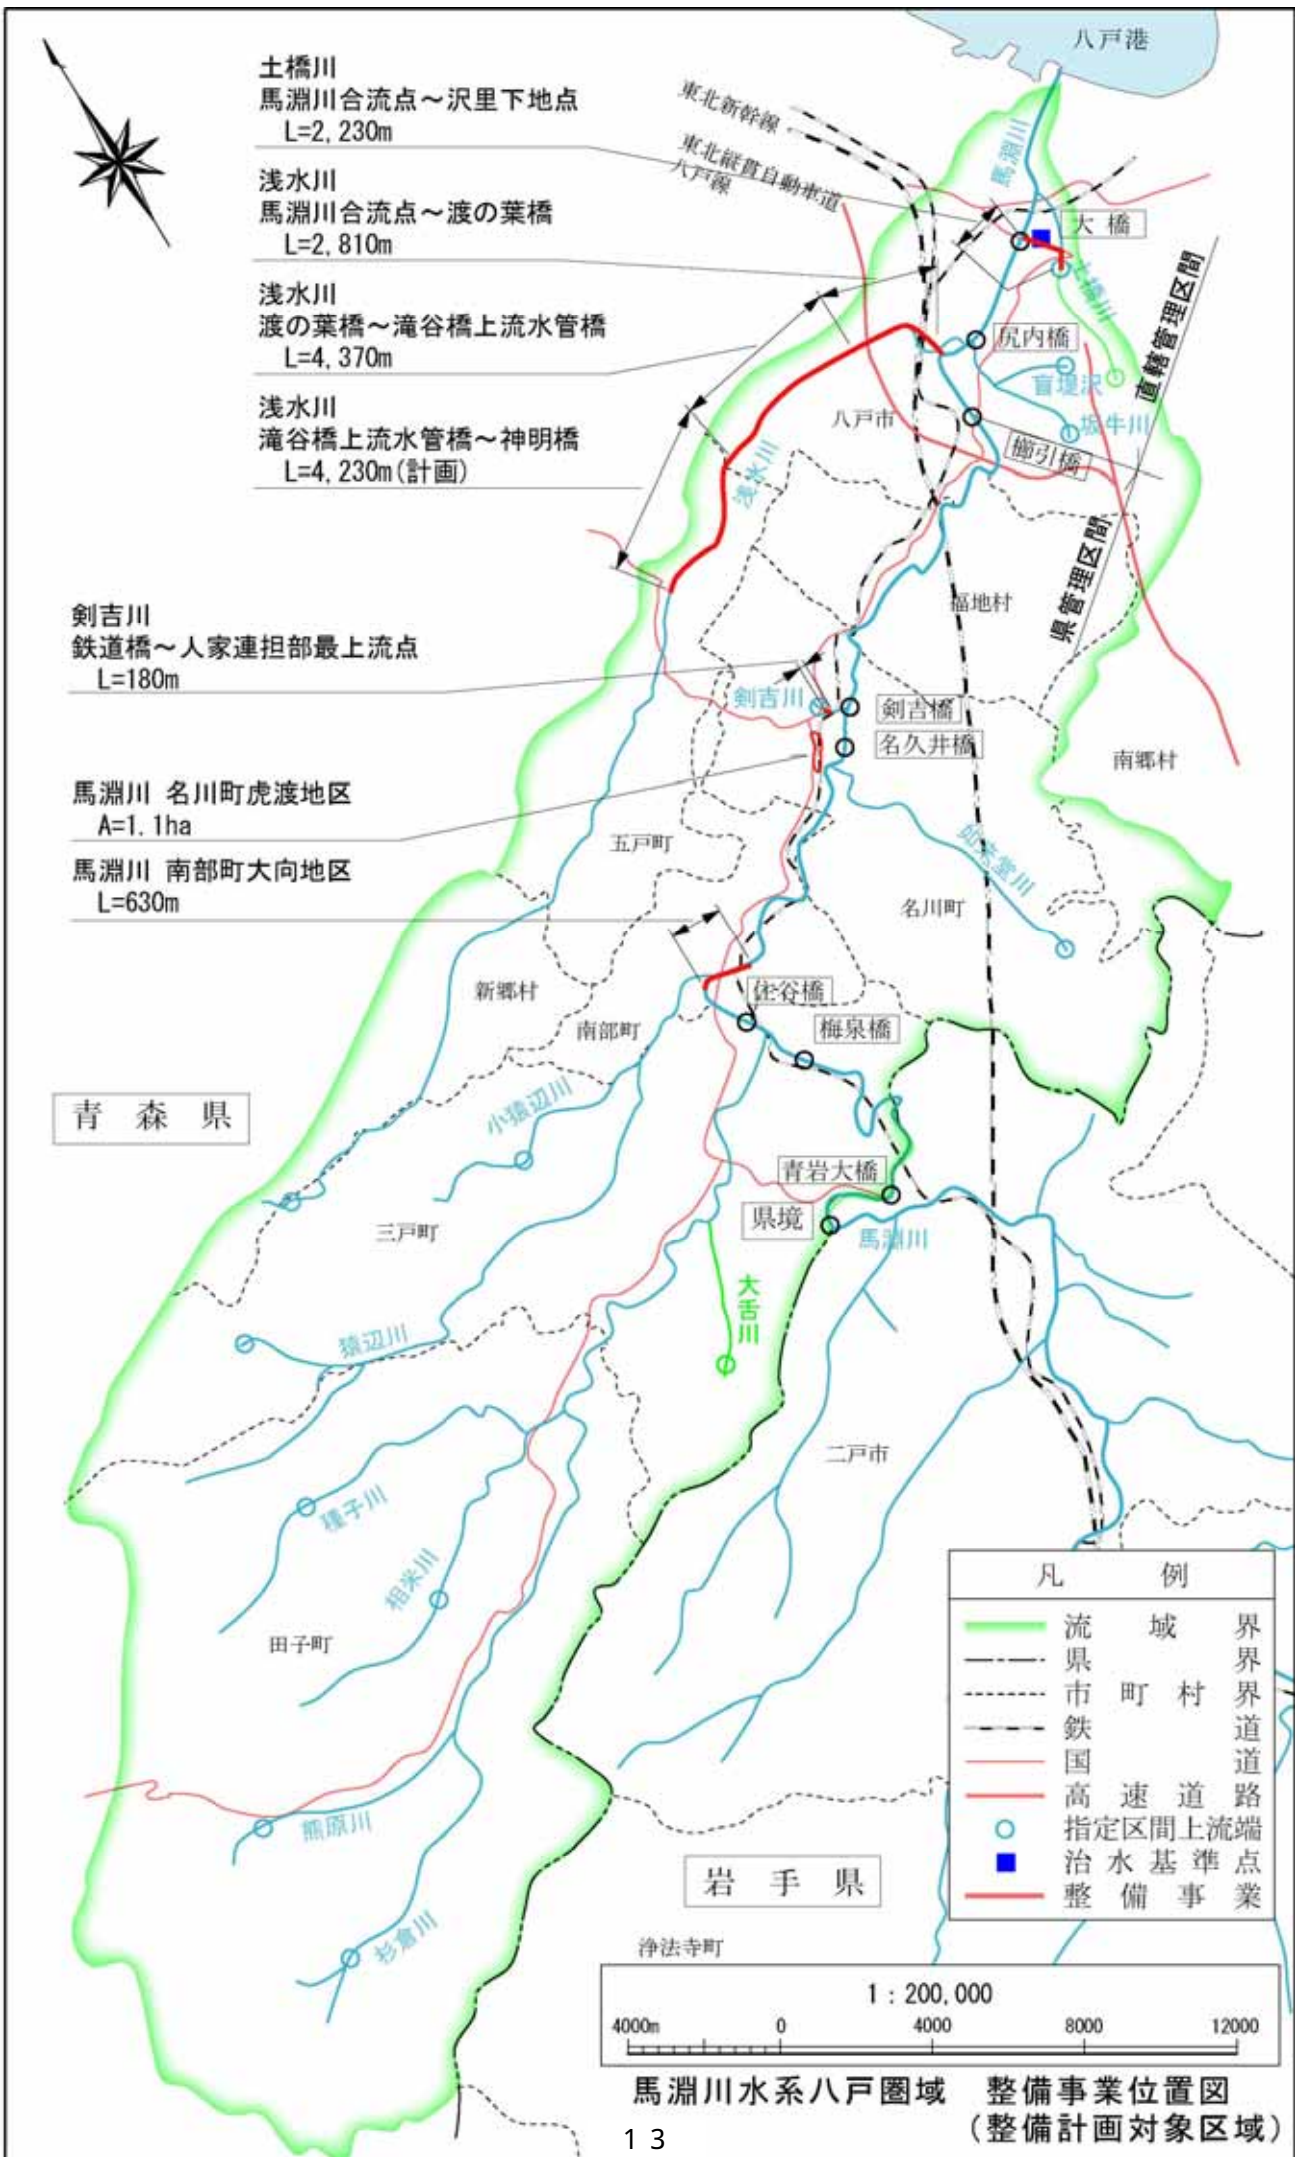 八戸港
土橋川
馬淵川合流点～沢里下地点
L=2,230m
東北新幹線
東北縦貫自動車道
八戸線
馬淵川
大橋
浅水川
馬淵川合流点～渡の葉橋
L=2,810m
土橋川
直轄管理区間
浅水川
渡の葉橋～滝谷橋上流水管橋
L=4,370m
尻内橋
盲堤沢
坂牛川
八戸市
浅水川
滝谷橋上流水管橋～神明橋
L=4,230m(計画)
櫛引橋
浅水川
県管理区間
福地村
剣吉川
鉄道橋～人家連担部最上流点
L=180m
剣吉川
剣吉橋
名久井橋
南郷村
馬淵川 名川町虎渡地区
A=1.1ha
五戸町
馬淵川 南部町大向地区
L=630m
名川町
新郷村
住谷橋
南部町
梅泉橋
青森県
小猿辺川
青岩大橋
県境
馬淵川
三戸町
大舌川
猿辺川
二戸市
種子川
相米川
田子町
熊原川
杉倉川
岩手県
浄法寺町
凡例
流域界
県界
市町村界
鉄道
国道
高速道路
指定区間上流端
治水基準点
整備事業
1:200,000
4000m 0 4000 8000 12000
馬淵川水系八戸圏域 整備事業位置図
(整備計画対象区域)
13